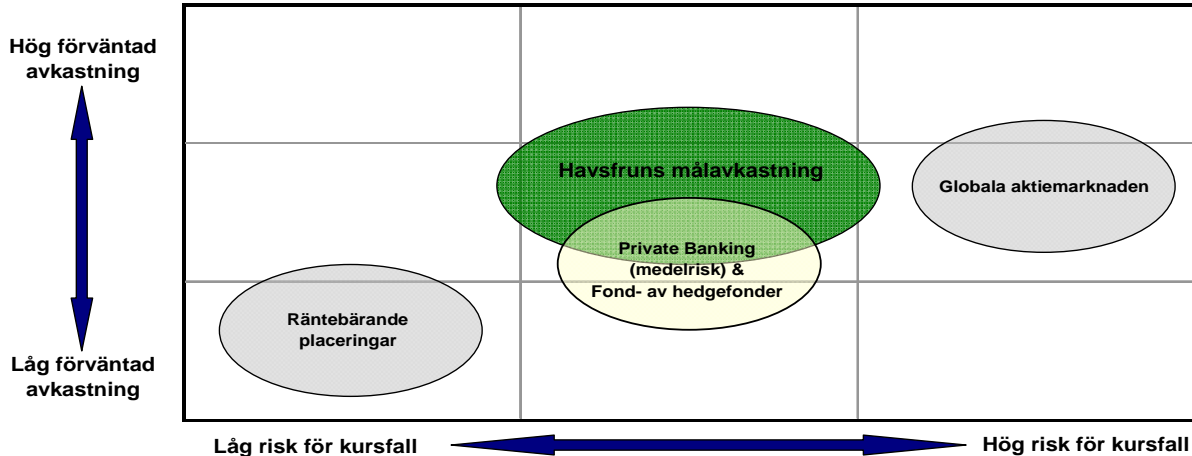 Hög förväntad
avkastning
Havsfruns målavkastning
Globala aktiemarknaden
Private Banking
(medelrisk) &
Fond- av hedgefonder
Räntebärande
placeringar
Låg förväntad
avkastning
Låg risk för kursfall
Hög risk för kursfall